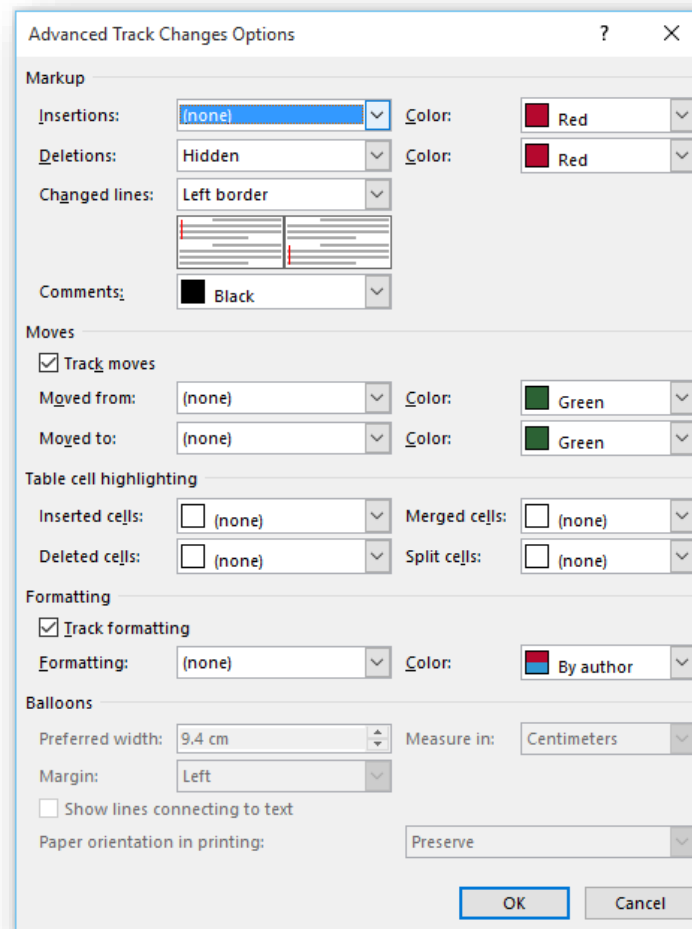 Advanced Track Changes Options ?
Markup
Insertions: (none) Color: Red
Deletions: Hidden Color: Red
Changed lines: Left border
Comments: Black
Moves
Track moves
Moved from: (none) Color: Green
Moved to: (none) Color: Green
Table cell highlighting
Inserted cells: (none) Merged cells: (none)
Deleted cells: (none) Split cells: (none)
Formatting
Track formatting
Formatting: (none) Color: By author
Balloons
Preferred width: 9.4 cm Measure in: Centimeters
Margin: Left
Show lines connecting to text
Paper orientation in printing: Preserve
OK Cancel